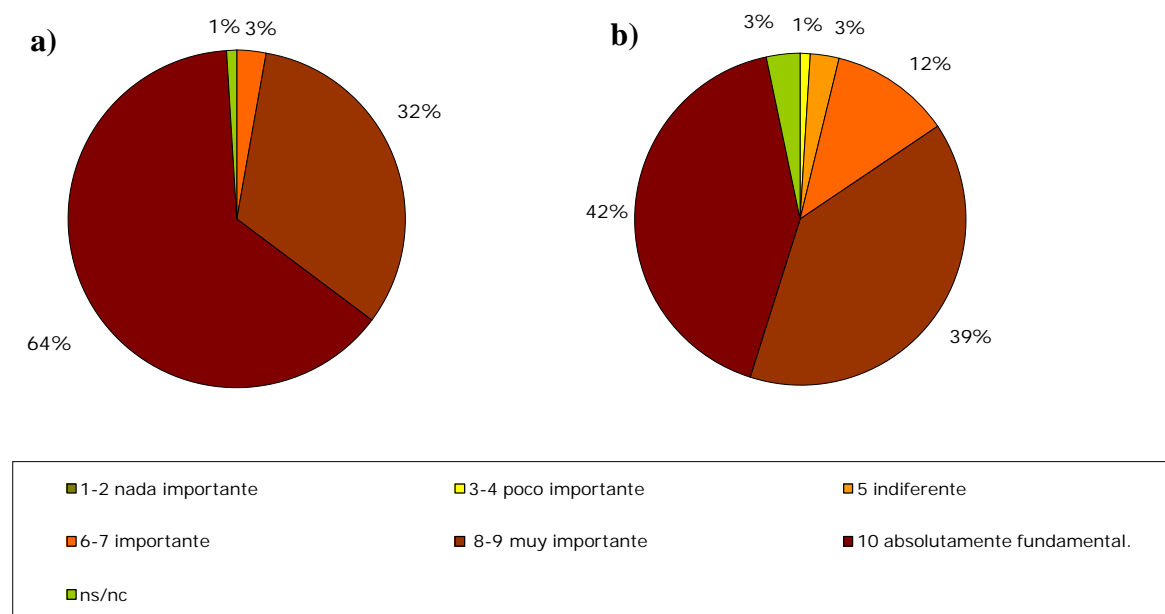 a)
1%
3%
32%
64%
b)
3%
1%
3%
12%
42%
39%
1-2 nada importante
3-4 poco importante
5 indiferente
6-7 importante
8-9 muy importante
10 absolutamente fundamental.
ns/nc